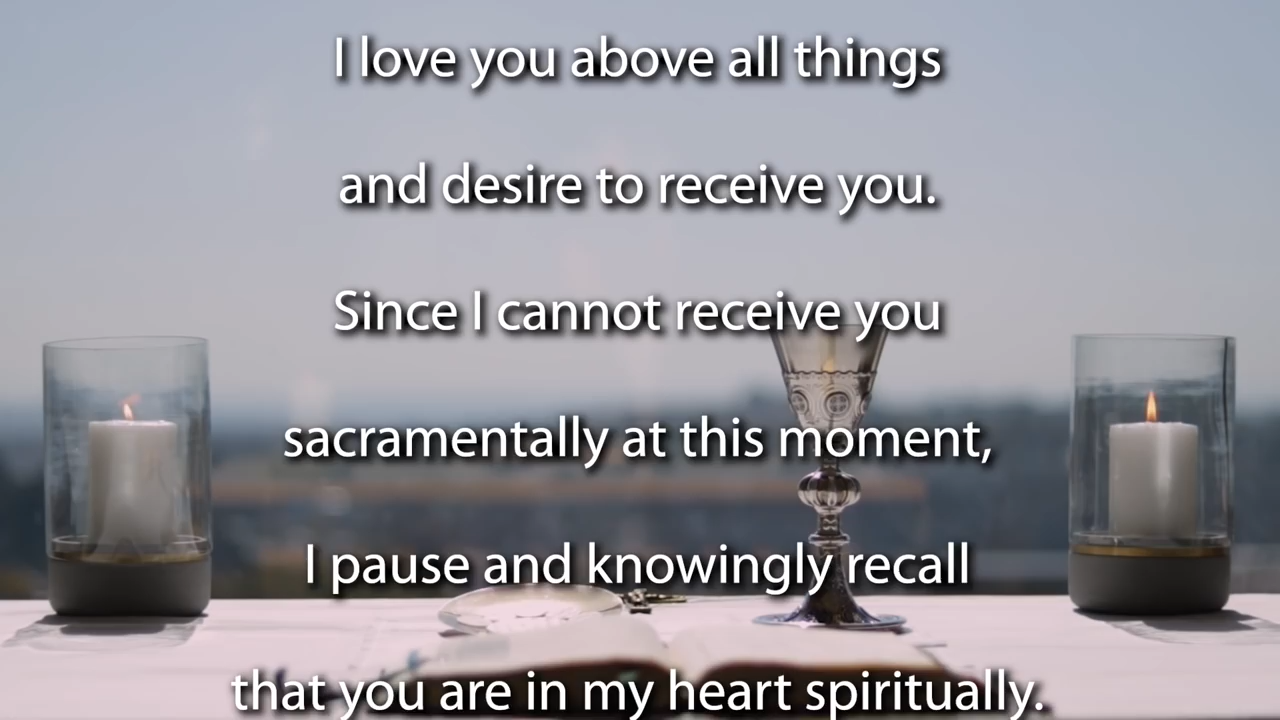 I love you above all things
and desire to receive you.
Since I cannot receive you
sacramentally at this moment,
I pause and knowingly recall
that you are in my heart spiritually.